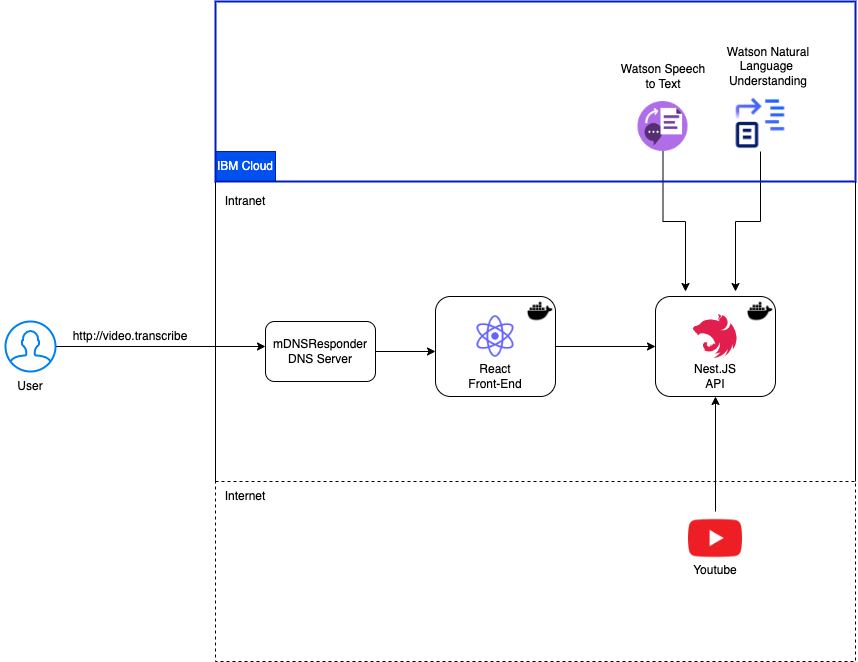 Watson Speech
to Text
Watson Natural
Language
Understanding
IBM Cloud
Intranet
http://video.transcribe
User
mDNSResponder
DNS Server
React
Front-End
Nest.JS
API
Internet
Youtube